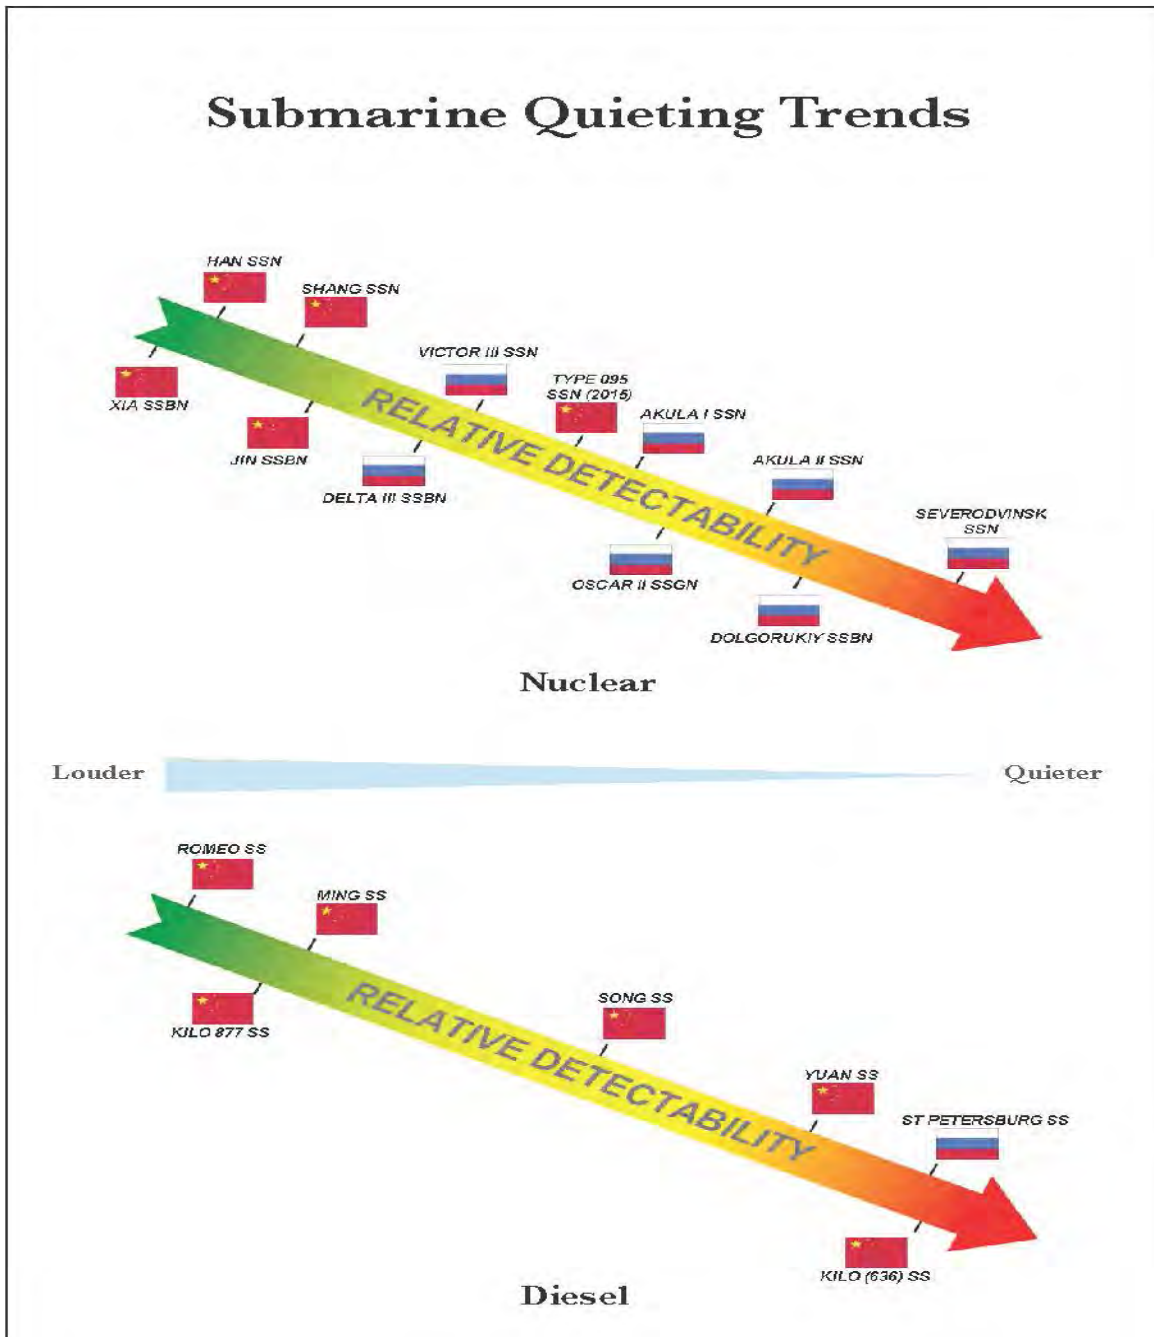 Submarine Quieting Trends
HAN SSN
SHANG SSN
XIA SSBN
JIN SSBN
VICTOR III SSN
DELTA III SSBN
TYPE 095
SSN (2015)
AKULA I SSN
OSCAR II SSGN
AKULA II SSN
DOLGORUKIY SSBN
SEVERODVINSK
SSN
RELATIVE DETECTABILITY
Nuclear
Louder
Quieter
ROMEO SS
MING SS
KILO 877 SS
SONG SS
YUAN SS
ST PETERSBURG SS
KILO (636) SS
RELATIVE DETECTABILITY
Diesel